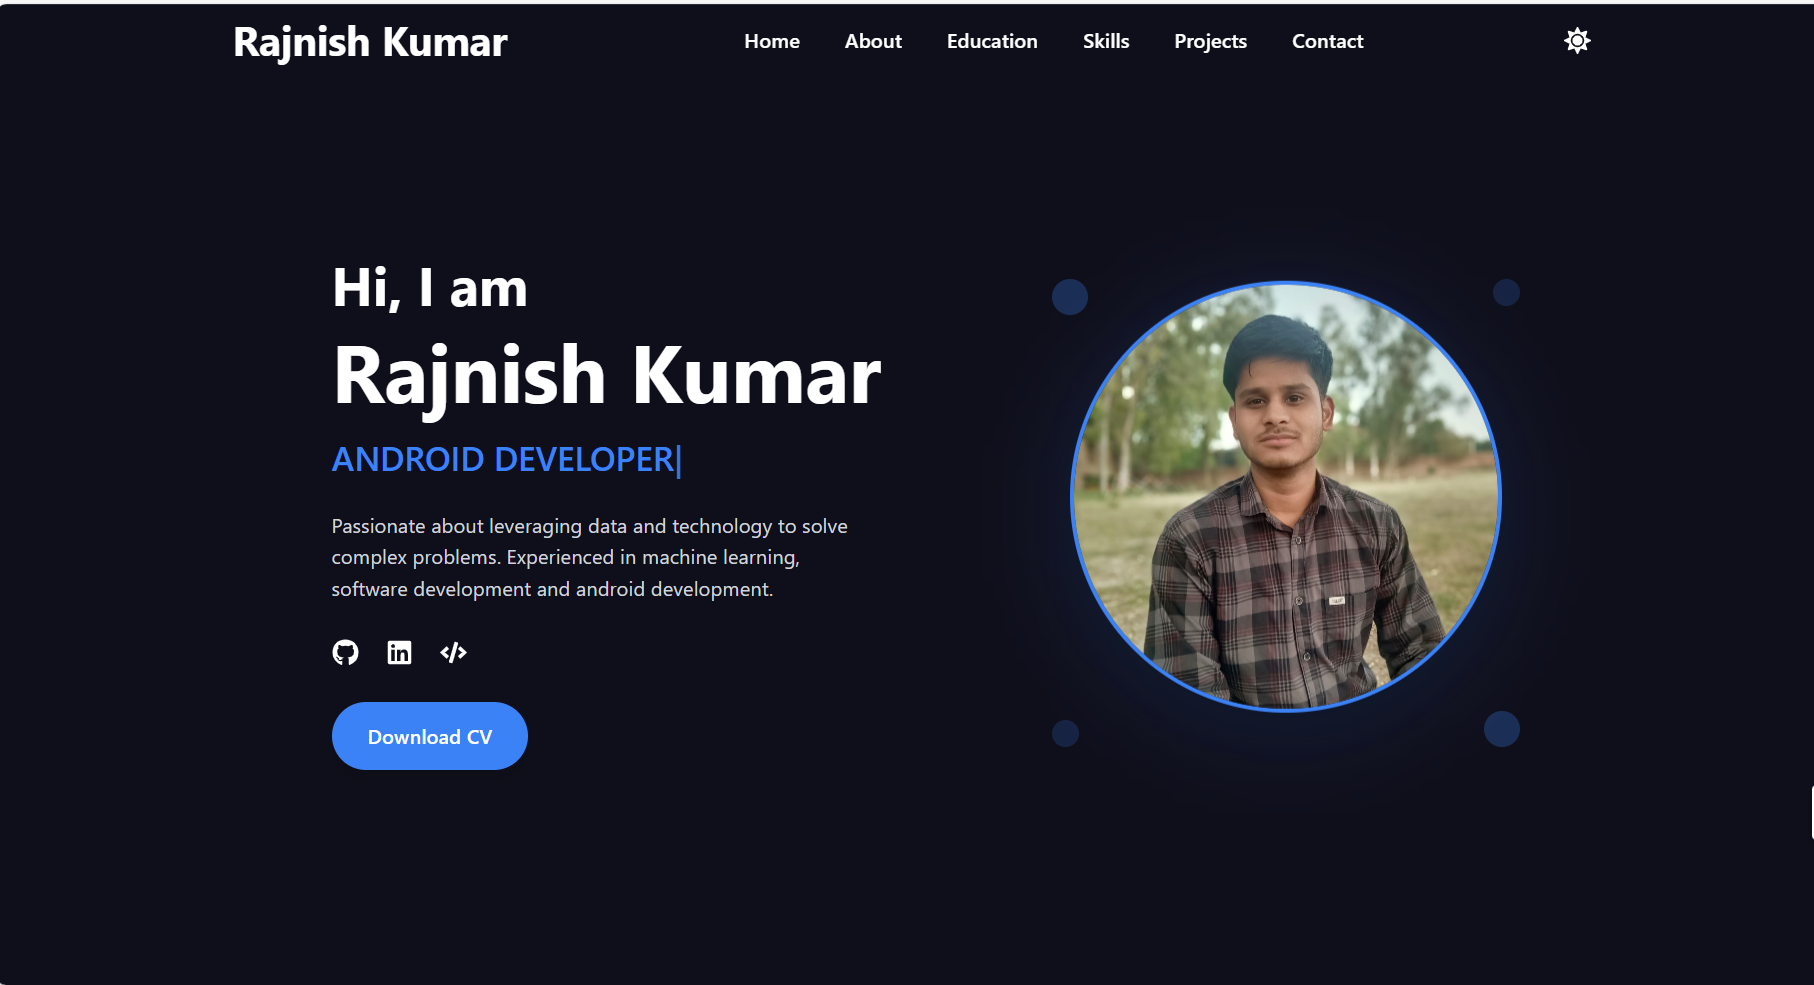 Rajnish Kumar
Home About Education Skills Projects Contact
Hi, I am
Rajnish Kumar
ANDROID DEVELOPER|
Passionate about leveraging data and technology to solve
complex problems. Experienced in machine learning,
software development and android development.
Download CV